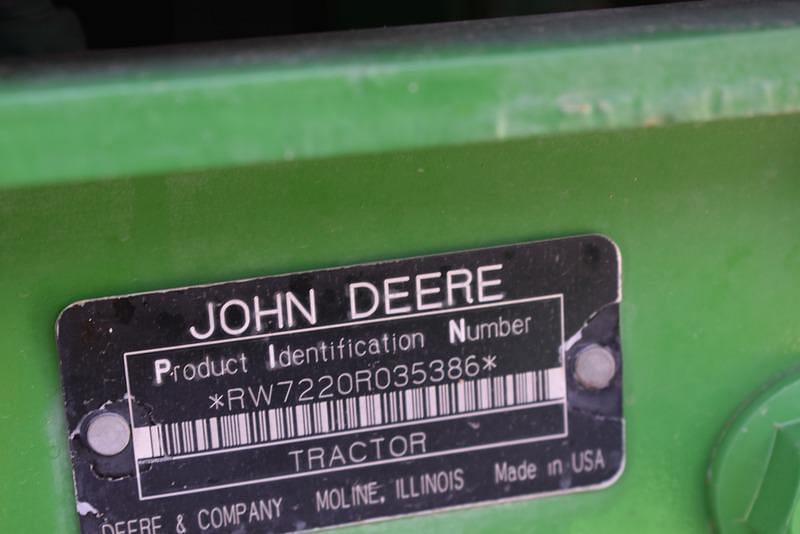 JOHN DEERE
Product Identification Number
*RW7220R035386*
TRACTOR
DEERE & COMPANY MOLINE, ILLINOIS Made in USA